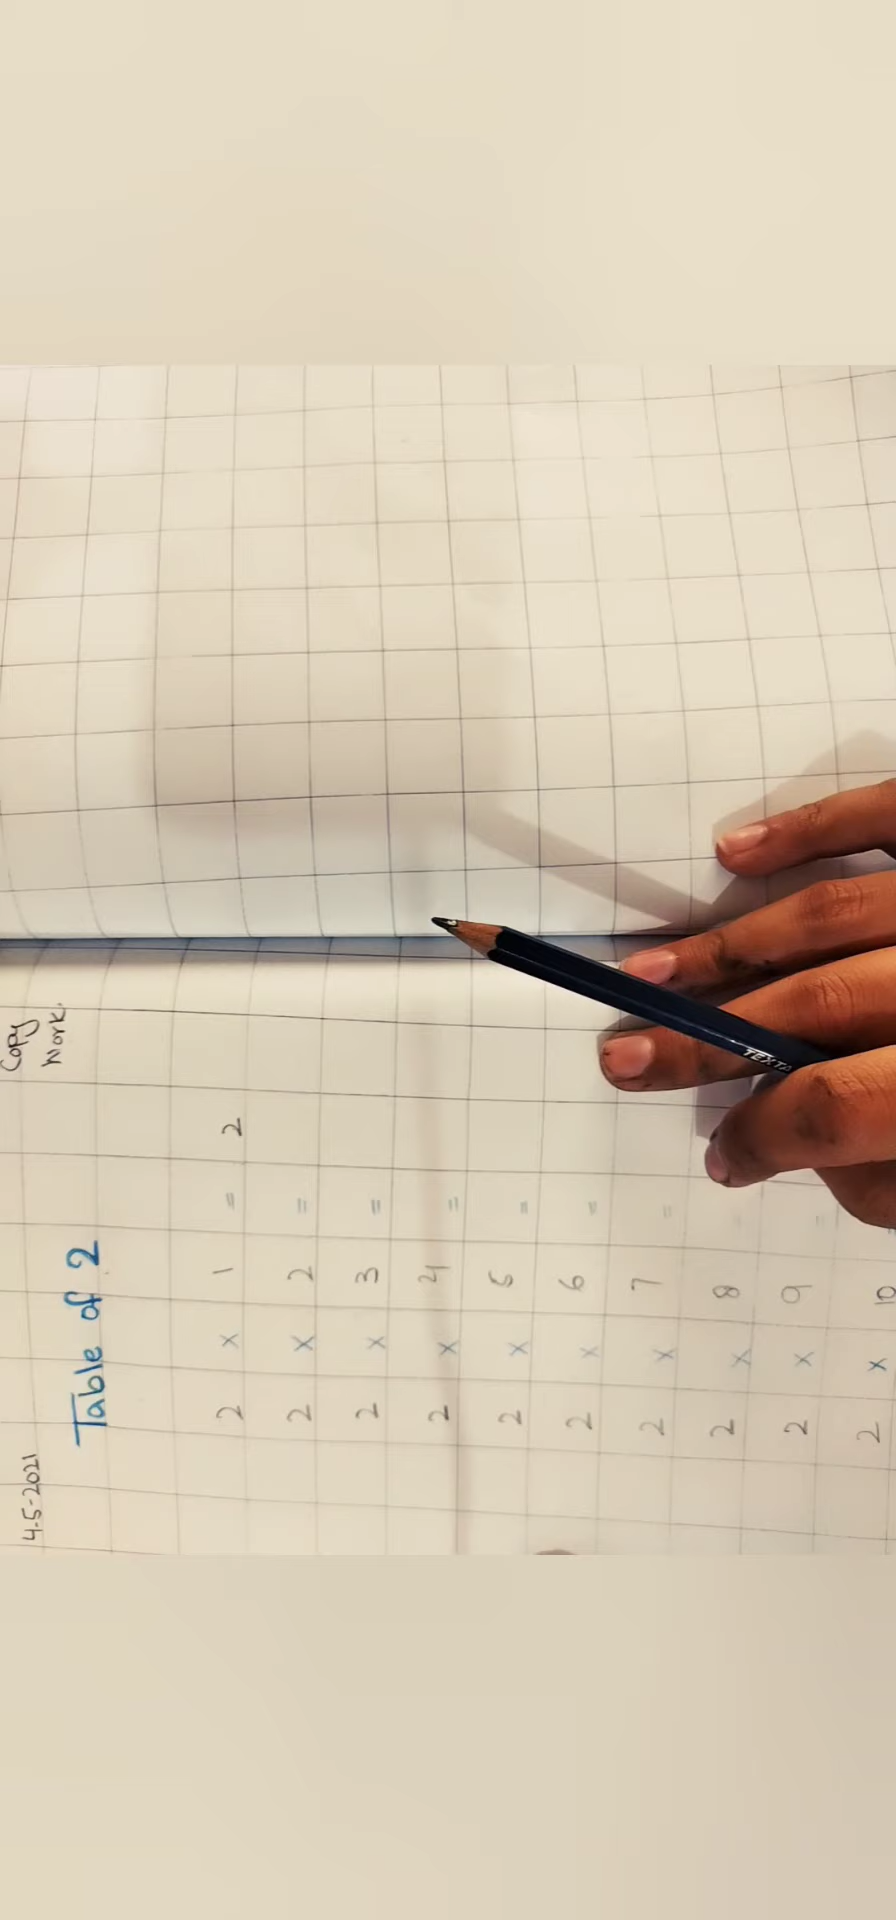 4-5-2021 Copy
Work.
Table of 2
2 x 1 = 2
2 x 2 =
2 x 3 =
2 x 4 =
2 x 5 =
2 x 6 =
2 x 7 =
2 x 8 =
2 x 9 =
2 x 10 =
TEXTA